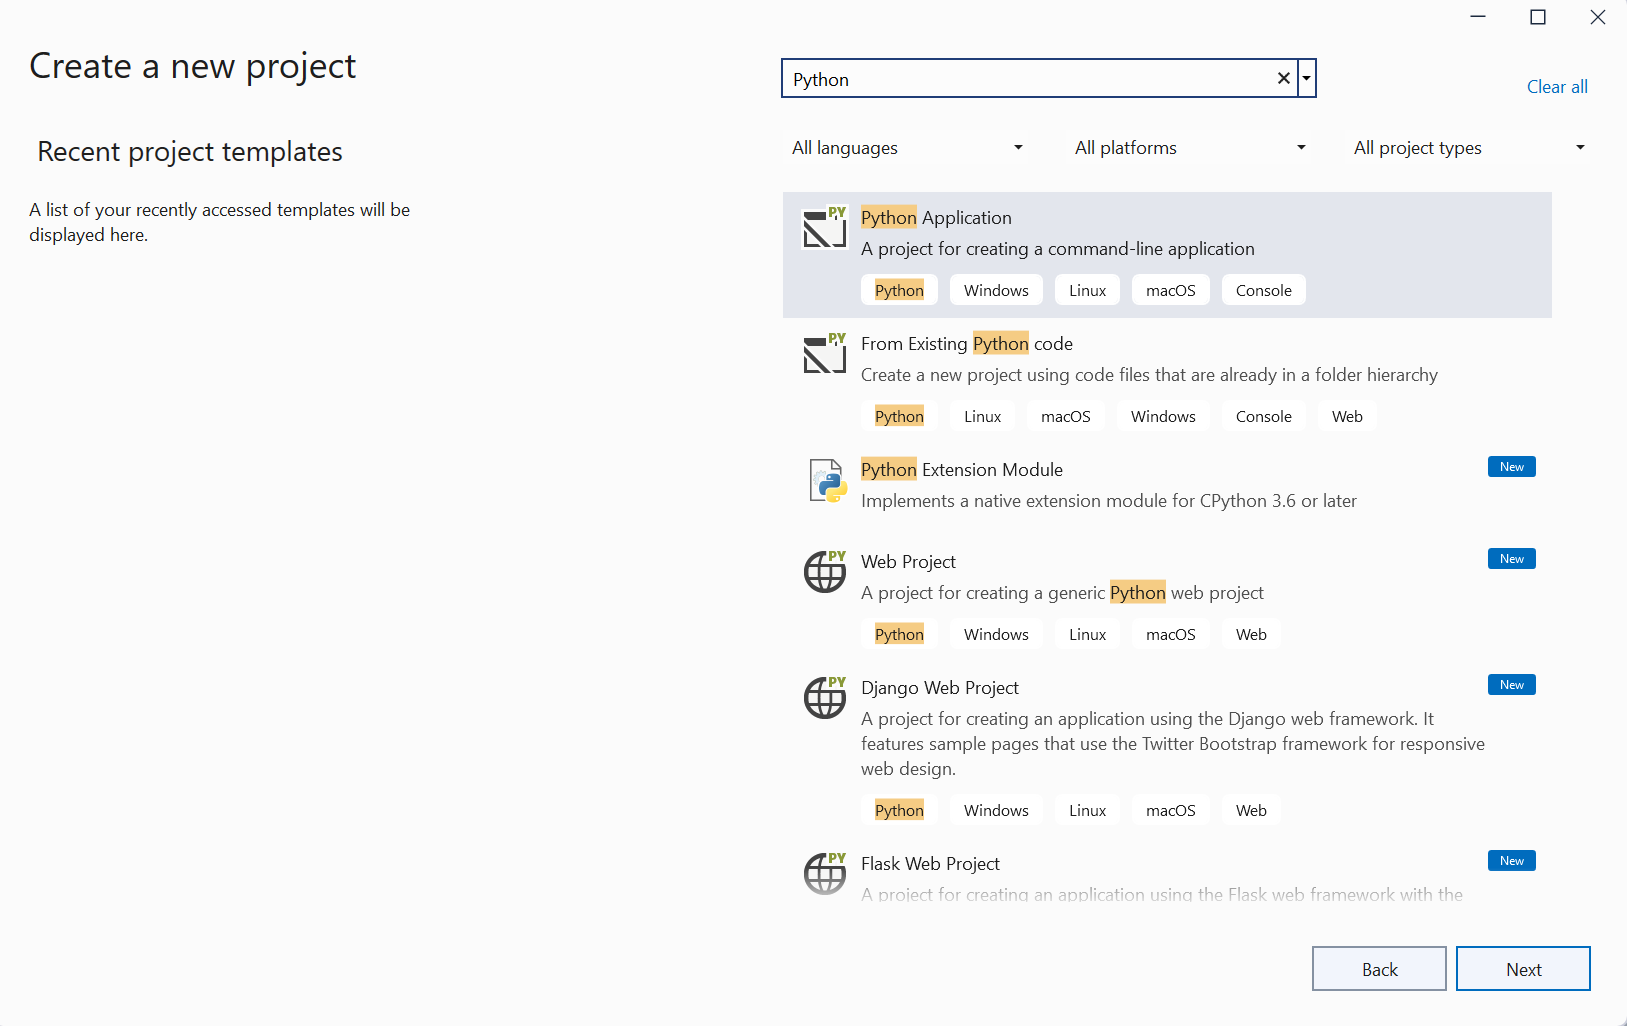 Create a new project
Python
Clear all
Recent project templates
A list of your recently accessed templates will be
displayed here.
All languages
All platforms
All project types
PY
Python Application
A project for creating a command-line application
Python Windows Linux macOS Console
PY
From Existing Python code
Create a new project using code files that are already in a folder hierarchy
Python Linux macOS Windows Console Web
Python Extension Module
New
Implements a native extension module for CPython 3.6 or later
PY
Web Project
New
A project for creating a generic Python web project
Python Windows Linux macOS Web
PY
Django Web Project
New
A project for creating an application using the Django web framework. It
features sample pages that use the Twitter Bootstrap framework for responsive
web design.
Python Windows Linux macOS Web
PY
Flask Web Project
New
A project for creating an application using the Flask web framework with the
Back
Next